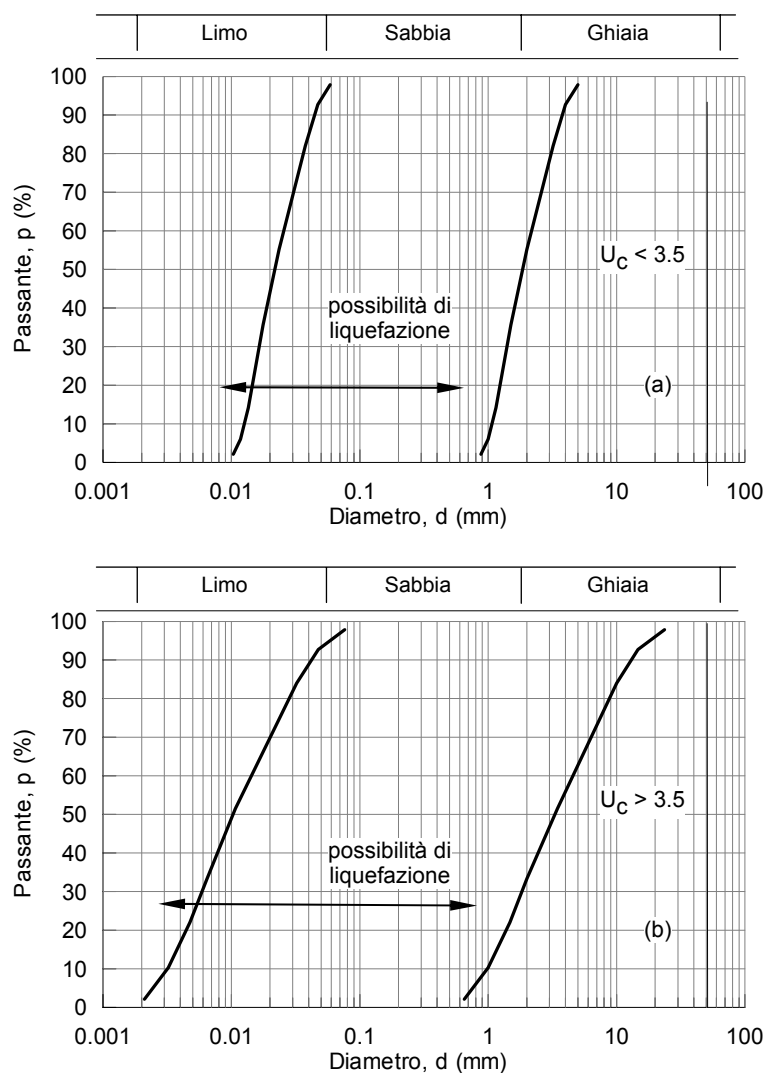 Limo Sabbia Ghiaia
100
90
80
70
60
50
40
30
20
10
0
Passante, p (%)
U_c < 3.5
possibilità di
liquefazione
(a)
0.001 0.01 0.1 1 10 100
Diametro, d (mm)
Limo Sabbia Ghiaia
100
90
80
70
60
50
40
30
20
10
0
Passante, p (%)
U_c > 3.5
possibilità di
liquefazione
(b)
0.001 0.01 0.1 1 10 100
Diametro, d (mm)